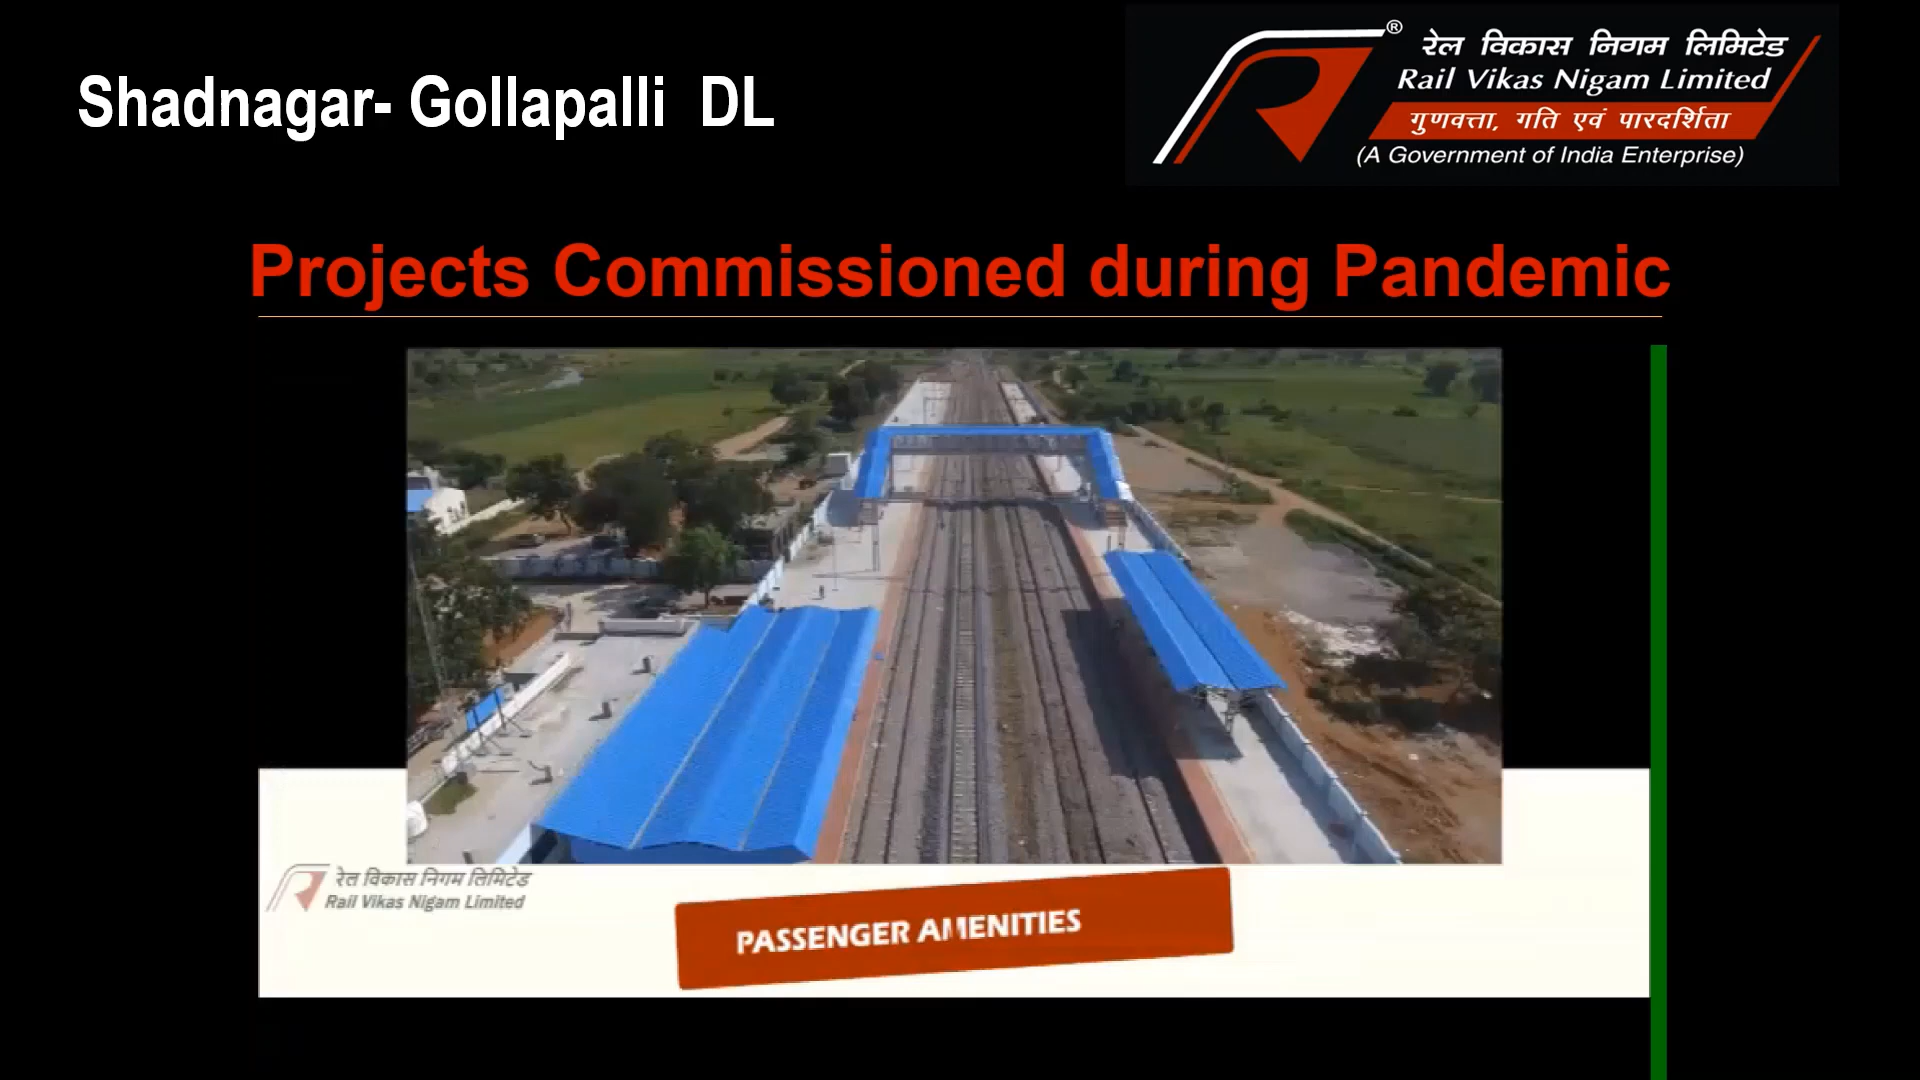 Shadnagar- Gollapalli DL
®
रेल विकास निगम लिमिटेड
Rail Vikas Nigam Limited
गुणवत्ता, गति एवं पारदर्शिता
(A Government of India Enterprise)
Projects Commissioned during Pandemic
रेल विकास निगम लिमिटेड
Rail Vikas Nigam Limited
PASSENGER AMENITIES